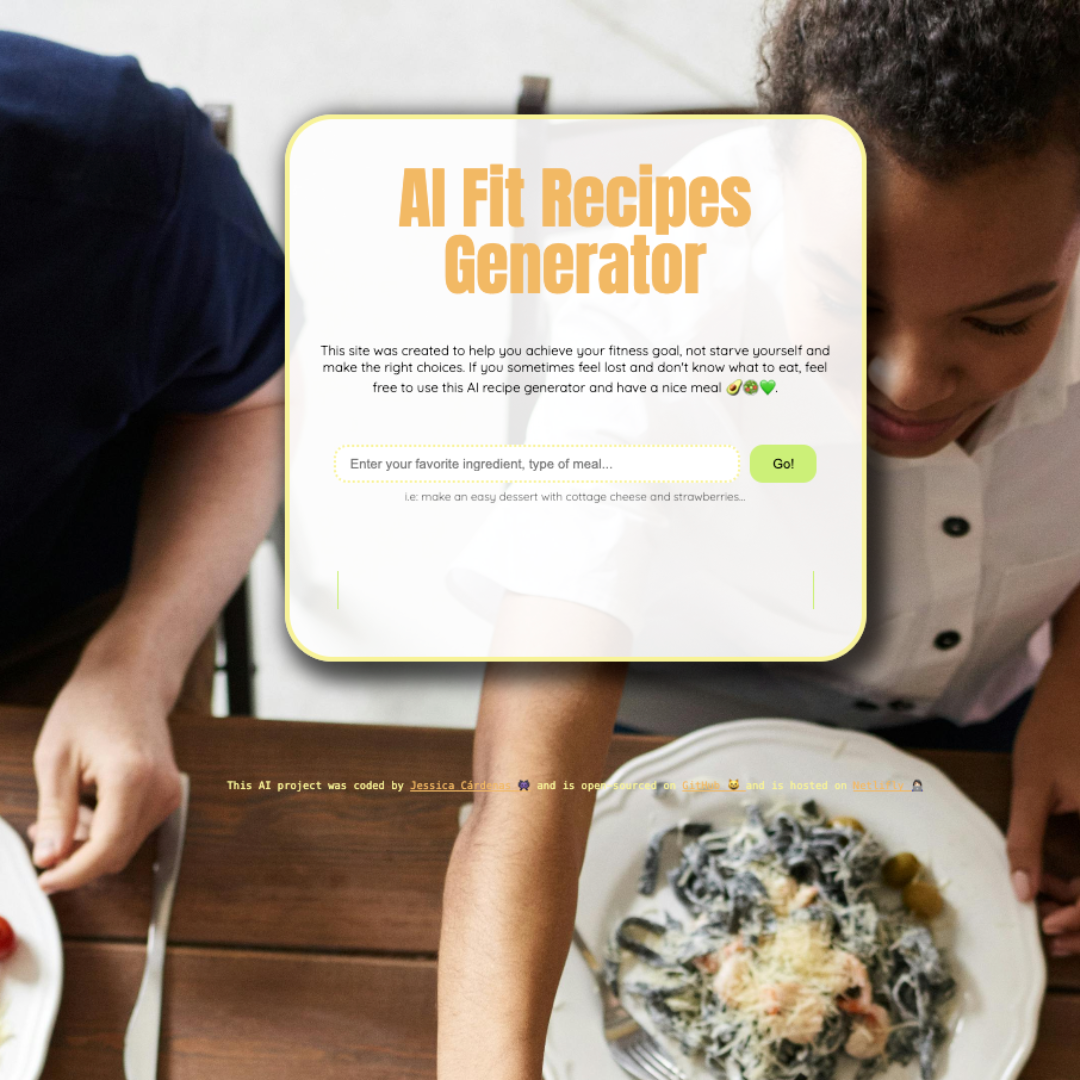 AI Fit Recipes
Generator
This site was created to help you achieve your fitness goal, not starve yourself and
make the right choices. If you sometimes feel lost and don't know what to eat, feel
free to use this AI recipe generator and have a nice meal 🥑🥗💚.
Enter your favorite ingredient, type of meal...
Go!
i.e: make an easy dessert with cottage cheese and strawberries...
This AI project was coded by Jessica Cárdenas 👾 and is open-sourced on GitHub 😸 and is hosted on Netlify 👩🏻‍💻